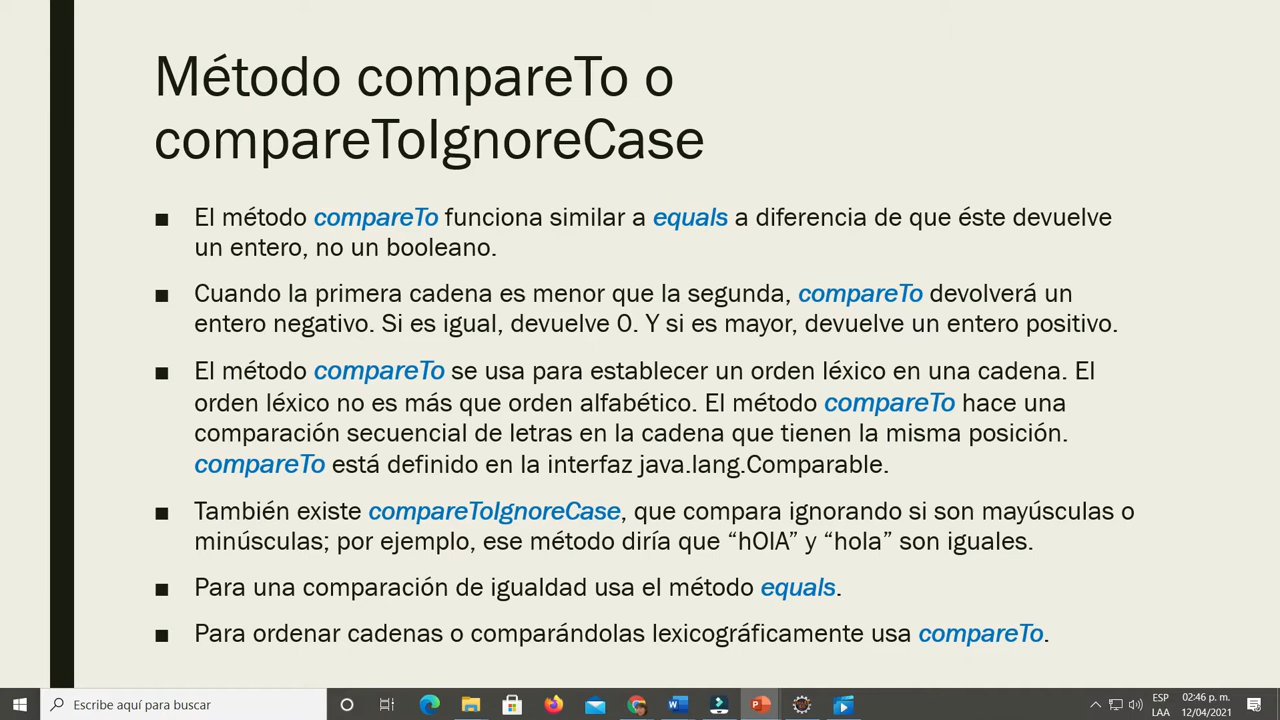 Método compareTo o
compareToIgnoreCase
■ El método compareTo funciona similar a equals a diferencia de que éste devuelve
un entero, no un booleano.
■ Cuando la primera cadena es menor que la segunda, compareTo devolverá un
entero negativo. Si es igual, devuelve 0. Y si es mayor, devuelve un entero positivo.
■ El método compareTo se usa para establecer un orden léxico en una cadena. El
orden léxico no es más que orden alfabético. El método compareTo hace una
comparación secuencial de letras en la cadena que tienen la misma posición.
compareTo está definido en la interfaz java.lang.Comparable.
■ También existe compareToIgnoreCase, que compara ignorando si son mayúsculas o
minúsculas; por ejemplo, ese método diría que “hOlA” y “hola” son iguales.
■ Para una comparación de igualdad usa el método equals.
■ Para ordenar cadenas o comparándolas lexicográficamente usa compareTo.
Escribe aquí para buscar
ESP
LAA
02:46 p. m.
12/04/2021